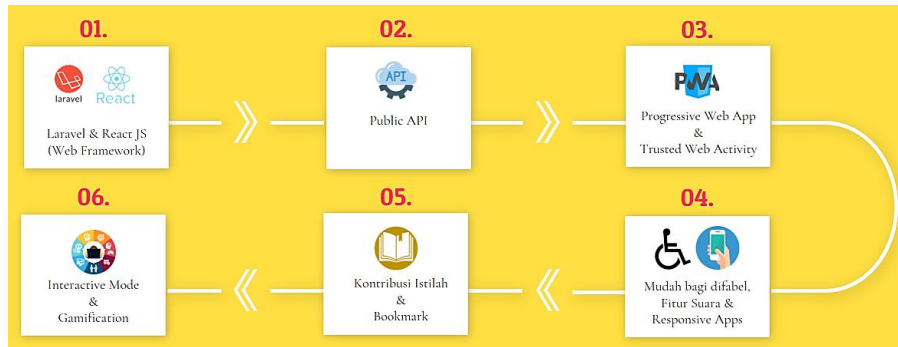 01.
laravel
React
Laravel & React JS
(Web Framework)
02.
API
Public API
03.
PWA
Progressive Web App
&
Trusted Web Activity
04.
Mudah bagi difabel,
Fitur Suara &
Responsive Apps
05.
Kontribusi Istilah
&
Bookmark
06.
Interactive Mode
&
Gamification